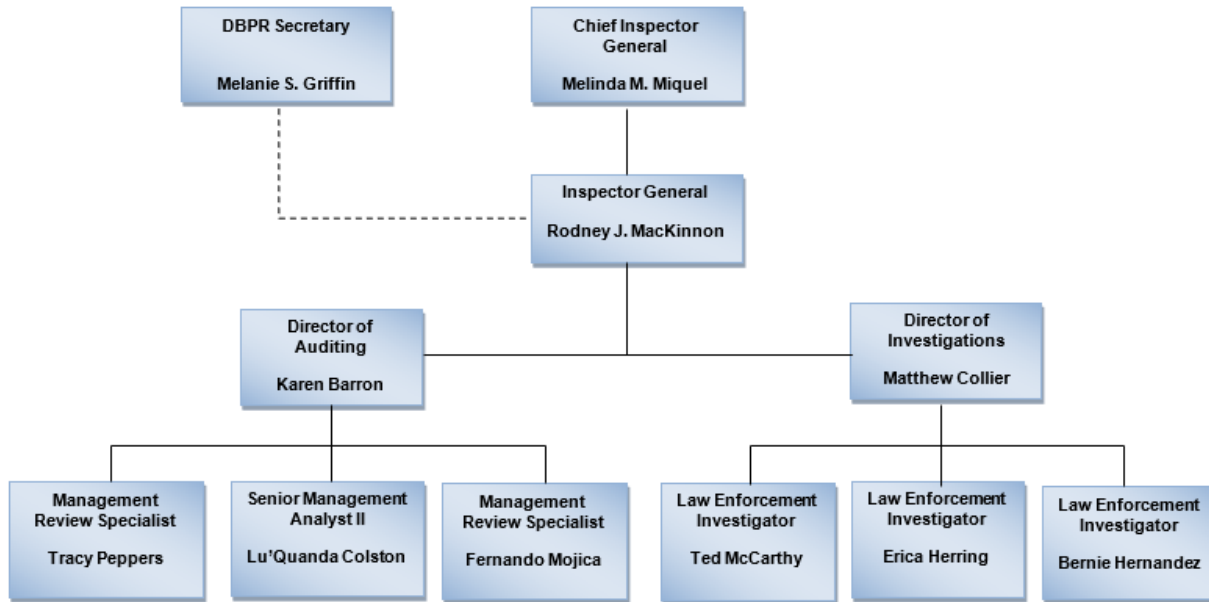 DBPR Secretary
Melanie S. Griffin
Chief Inspector
General
Melinda M. Miquel
Inspector General
Rodney J. MacKinnon
Director of
Auditing
Karen Barron
Director of
Investigations
Matthew Collier
Management
Review Specialist
Tracy Peppers
Senior Management
Analyst II
Lu’Quanda Colston
Management
Review Specialist
Fernando Mojica
Law Enforcement
Investigator
Ted McCarthy
Law Enforcement
Investigator
Erica Herring
Law Enforcement
Investigator
Bernie Hernandez